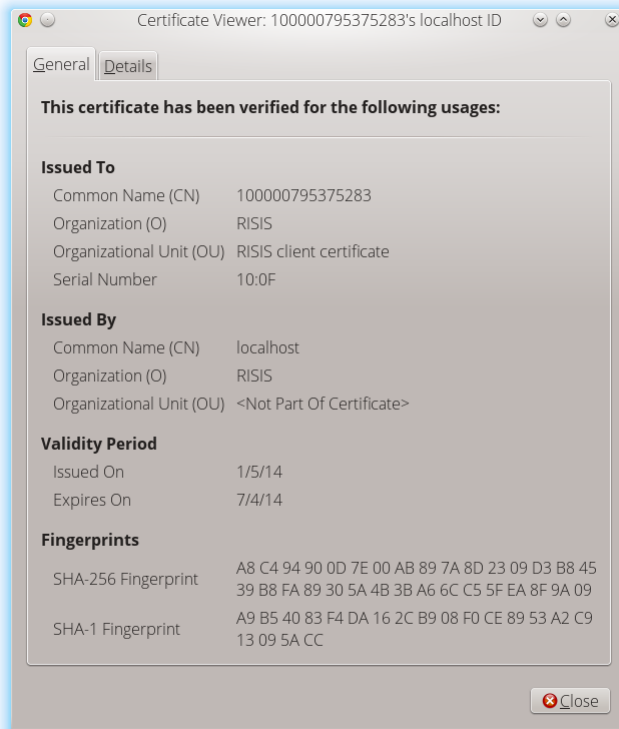 Certificate Viewer: 100000795375283's localhost ID
General Details
This certificate has been verified for the following usages:
Issued To
Common Name (CN) 100000795375283
Organization (O) RISIS
Organizational Unit (OU) RISIS client certificate
Serial Number 10:0F
Issued By
Common Name (CN) localhost
Organization (O) RISIS
Organizational Unit (OU) <Not Part Of Certificate>
Validity Period
Issued On 1/5/14
Expires On 7/4/14
Fingerprints
SHA-256 Fingerprint A8 C4 94 90 0D 7E 00 AB 89 7A 8D 23 09 D3 B8 45
39 B8 FA 89 30 5A 4B 3B A6 6C C5 5F EA 8F 9A 09
SHA-1 Fingerprint A9 B5 40 83 F4 DA 16 2C B9 08 F0 CE 89 53 A2 C9
13 09 5A CC
Close